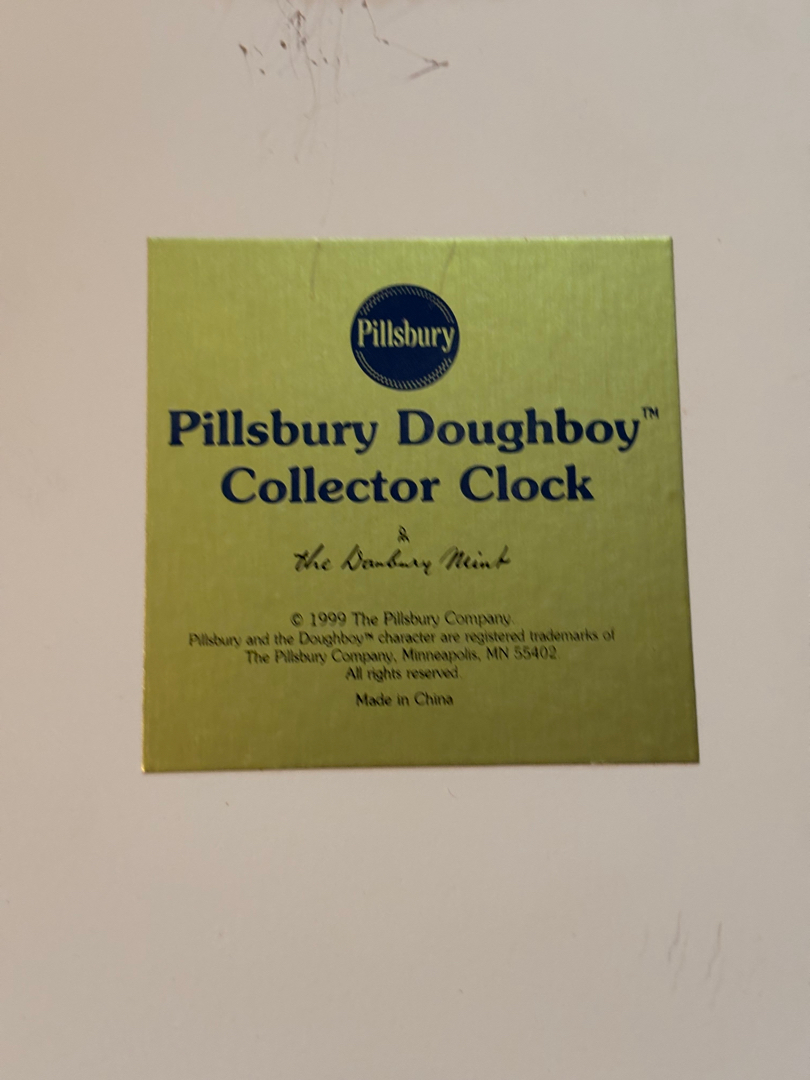 Pillsbury
Pillsbury Doughboy™
Collector Clock
the Danbury Mint
© 1999 The Pillsbury Company.
Pillsbury and the Doughboy™ character are registered trademarks of
The Pillsbury Company, Minneapolis, MN 55402
All rights reserved.
Made in China